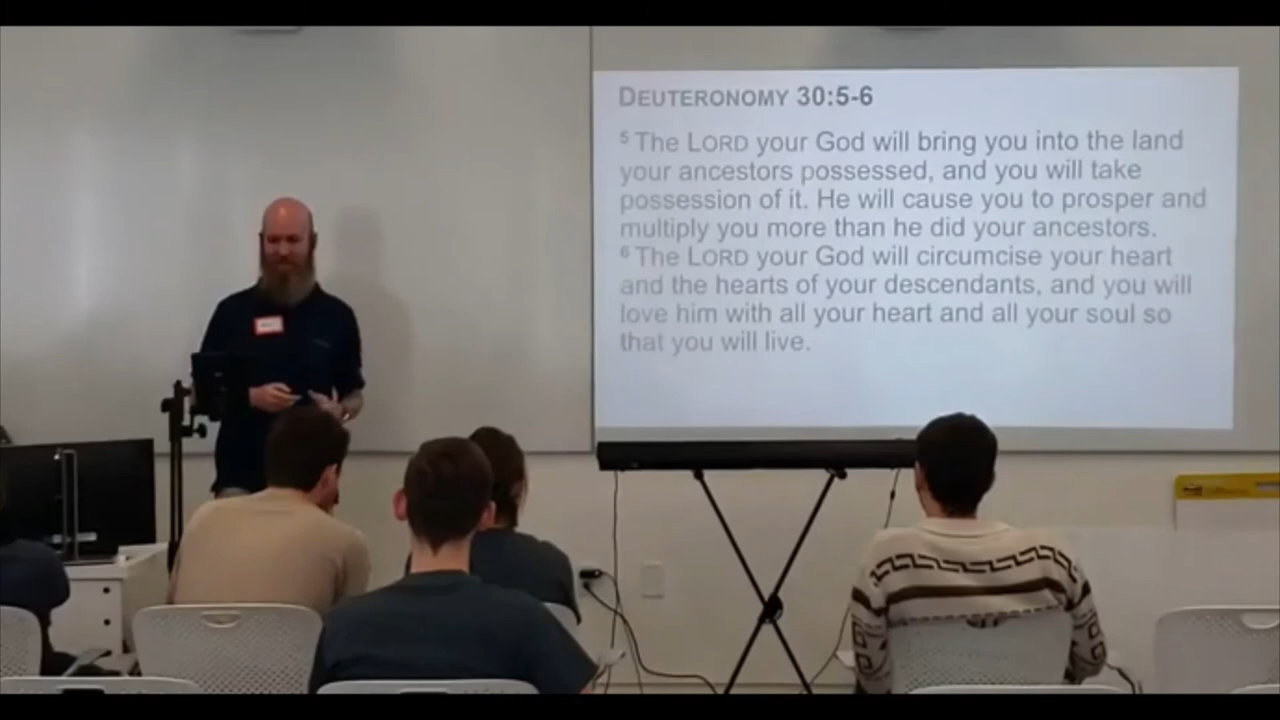 DEUTERONOMY 30:5-6
⁵ The LORD your God will bring you into the land
your ancestors possessed, and you will take
possession of it. He will cause you to prosper and
multiply you more than he did your ancestors.
⁶ The LORD your God will circumcise your heart
and the hearts of your descendants, and you will
love him with all your heart and all your soul so
that you will live.